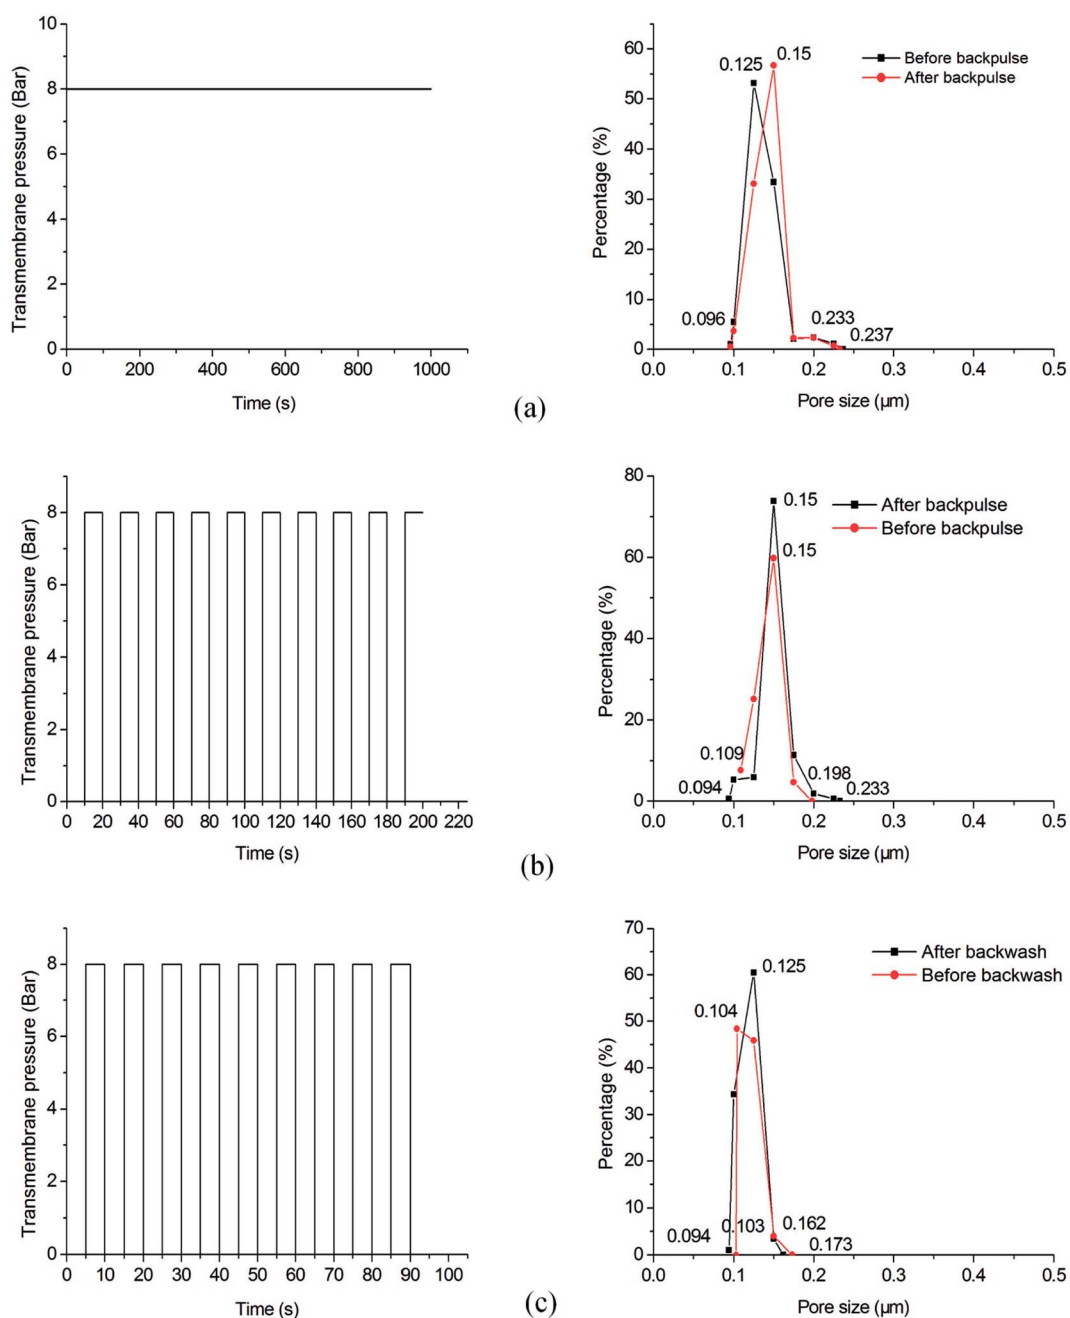 Transmembrane pressure (Bar)
10
8
6
4
2
0
0 200 400 600 800 1000
Time (s)
Percentage (%)
60
50
40
30
20
10
0
0.125
0.15
0.096
0.233
0.237
Before backpulse
After backpulse
0.0 0.1 0.2 0.3 0.4 0.5
Pore size (µm)
(a)
Transmembrane pressure (Bar)
8
6
4
2
0
0 20 40 60 80 100 120 140 160 180 200 220
Time (s)
Percentage (%)
80
60
40
20
0
0.15
0.15
0.109
0.094
0.198
0.233
After backpulse
Before backpulse
0.0 0.1 0.2 0.3 0.4 0.5
Pore size (µm)
(b)
Transmembrane pressure (Bar)
8
6
4
2
0
0 10 20 30 40 50 60 70 80 90 100
Time (s)
Percentage (%)
70
60
50
40
30
20
10
0
0.125
0.104
0.094
0.103
0.162
0.173
After backwash
Before backwash
0.0 0.1 0.2 0.3 0.4 0.5
Pore size (µm)
(c)